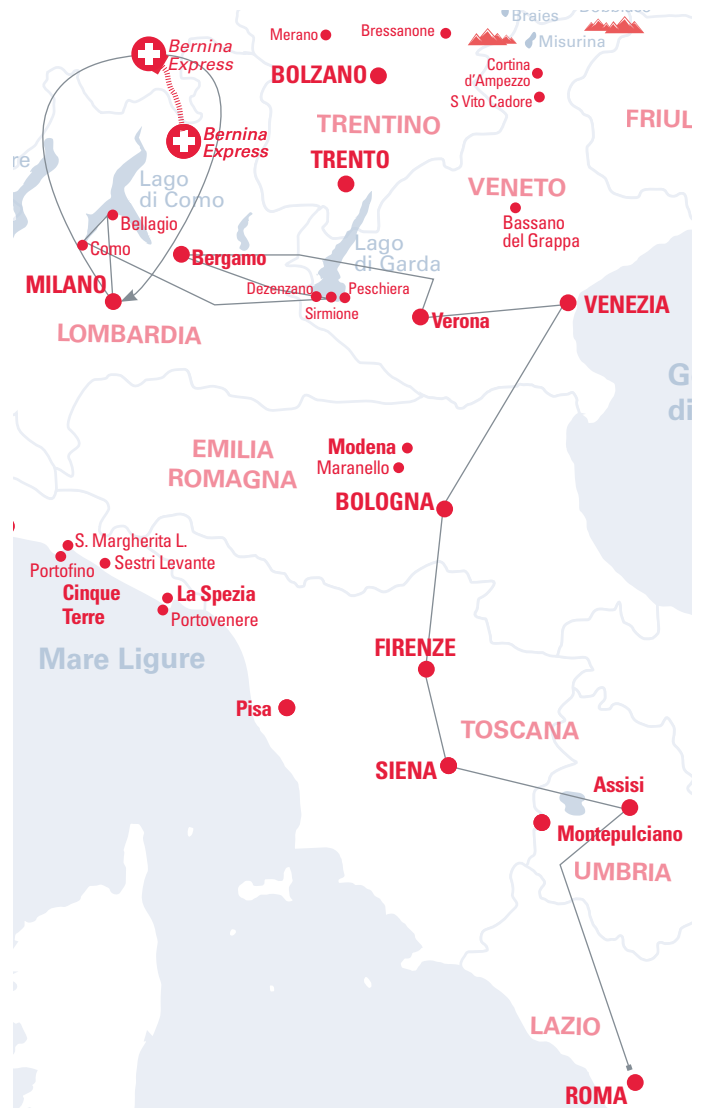 Braies
Misurina
Bernina
Express
Merano
Bressanone
BOLZANO
Cortina
d'Ampezzo
S Vito Cadore
TRENTINO
FRIUL
Bernina
Express
re
TRENTO
Lago
di Como
VENETO
Bellagio
Bassano
del Grappa
Como
Bergamo
Lago
di Garda
MILANO
Dezenzano
Peschiera
Sirmione
Verona
VENEZIA
LOMBARDIA
G
di
EMILIA
ROMAGNA
Modena
Maranello
BOLOGNA
S. Margherita L.
Portofino
Sestri Levante
Cinque
Terre
La Spezia
Portovenere
Mare Ligure
FIRENZE
Pisa
TOSCANA
SIENA
Assisi
Montepulciano
UMBRIA
LAZIO
ROMA